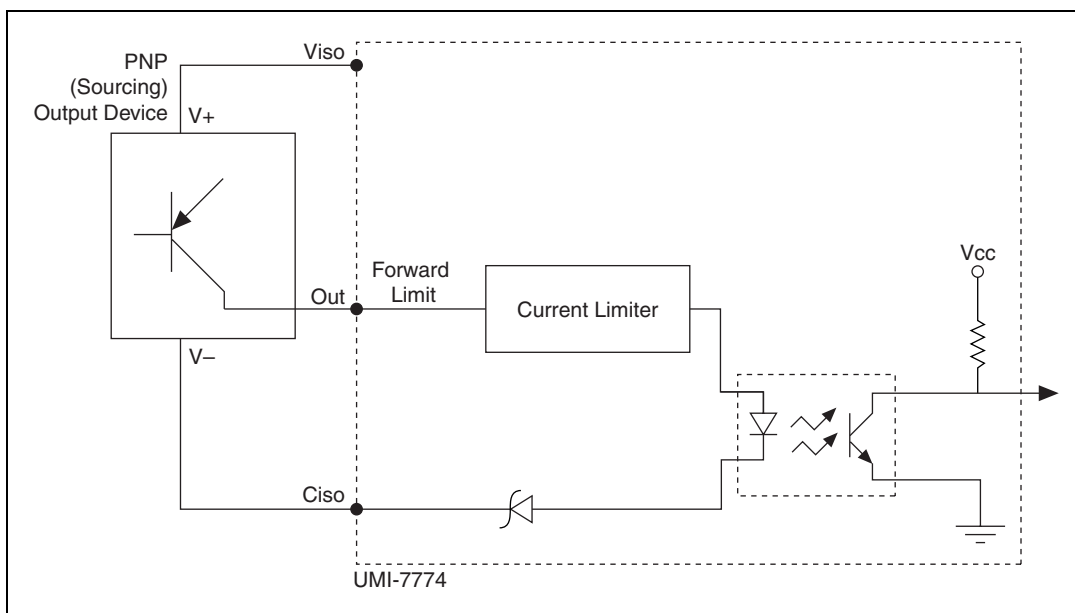 PNP
(Sourcing)
Output Device
V+
Viso
Out
Forward
Limit
Current Limiter
Vcc
V–
Ciso
UMI-7774